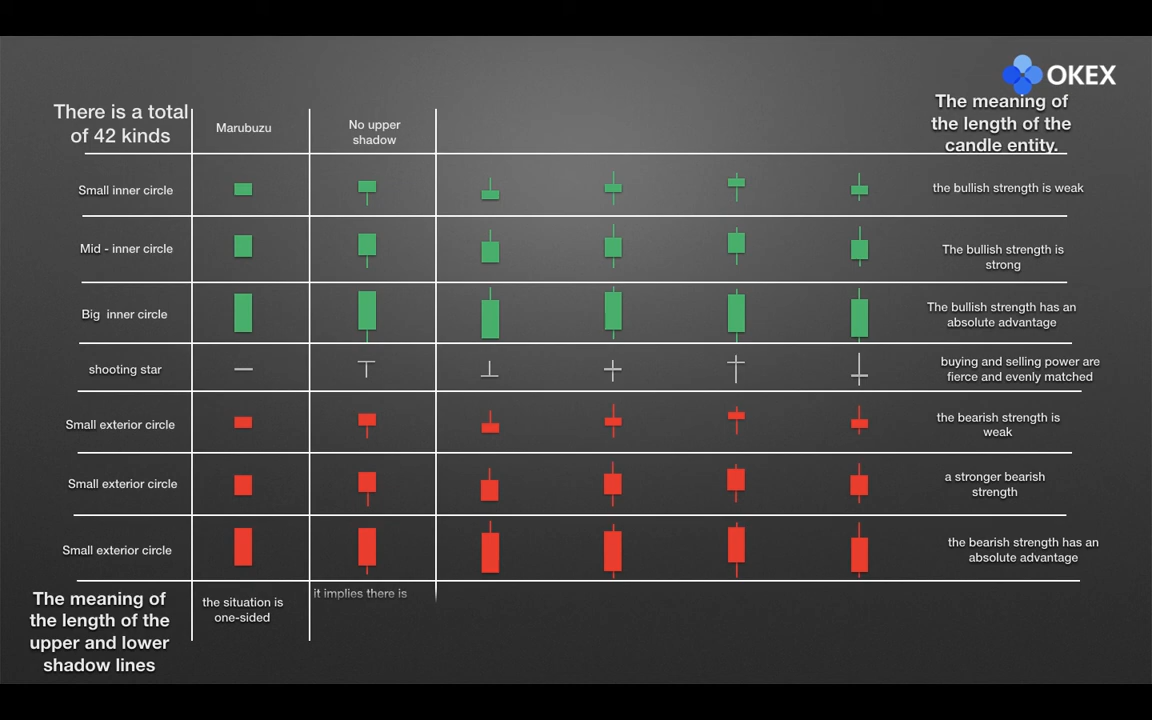 OKEX
There is a total
of 42 kinds
Marubuzu
No upper
shadow
The meaning of
the length of the
candle entity.
Small inner circle
the bullish strength is weak
Mid - inner circle
The bullish strength is
strong
Big inner circle
The bullish strength has an
absolute advantage
shooting star
buying and selling power are
fierce and evenly matched
Small exterior circle
the bearish strength is
weak
Small exterior circle
a stronger bearish
strength
Small exterior circle
the bearish strength has an
absolute advantage
The meaning of
the length of the
upper and lower
shadow lines
the situation is
one-sided
it implies there is